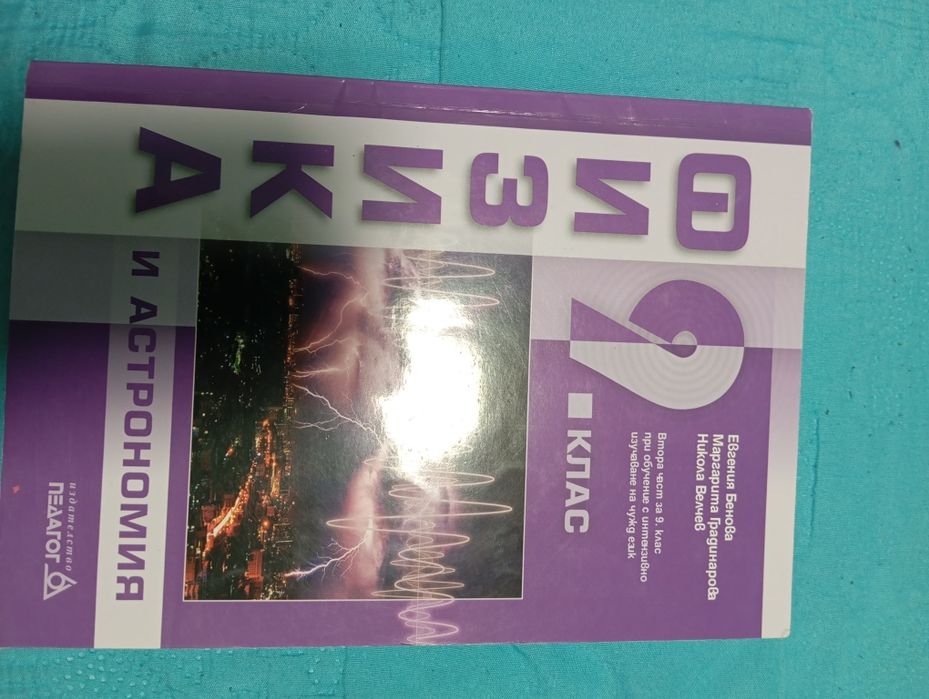 Евгения Бенова
Маргарита Градинарова
Никола Велчев
ФИЗИКА
И АСТРОНОМИЯ
9. КЛАС
Втора част за 9. клас
при обучение с интензивно
изучаване на чужд език
издателство
ПЕДАГОГ 6